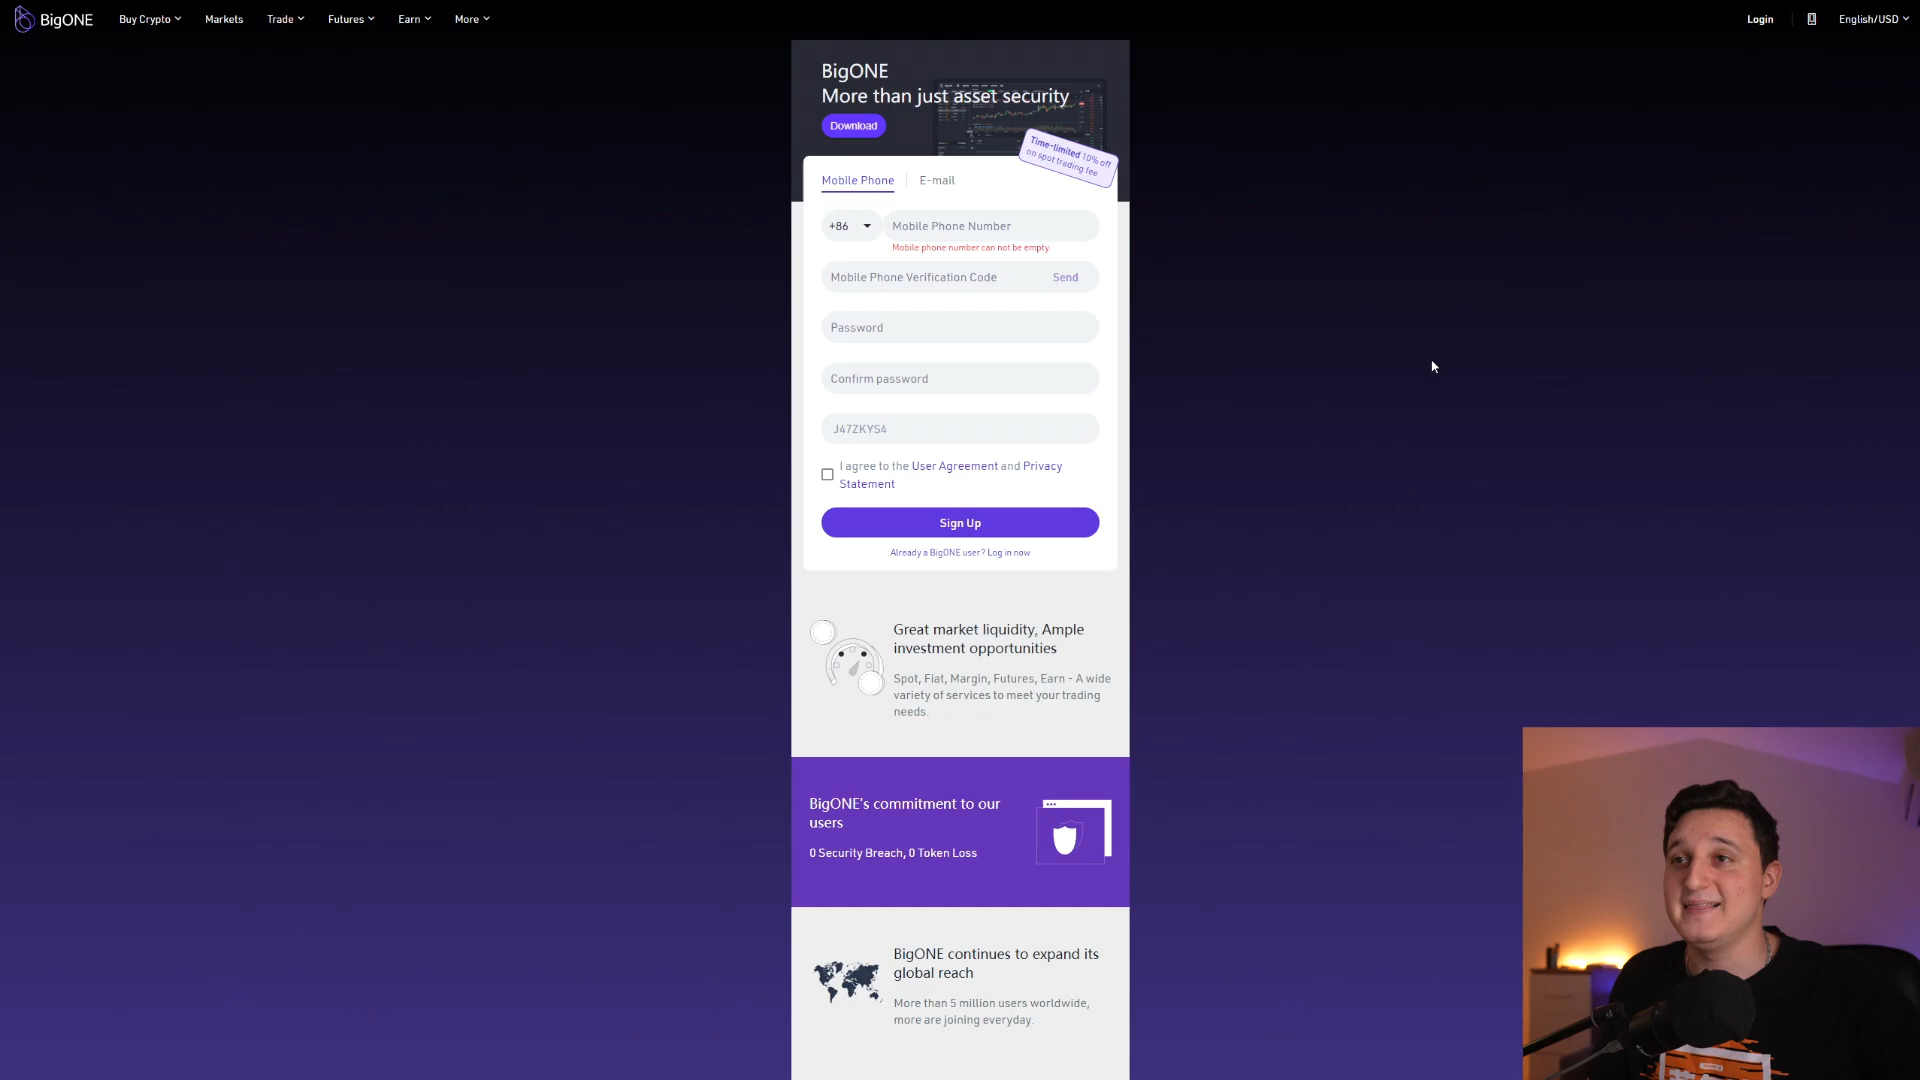 BigONE
Buy Crypto
Markets
Trade
Futures
Earn
More
Login
English/USD
BigONE
More than just asset security
Download
Time-limited 10% off
on spot trading fee
Mobile Phone
E-mail
+86
Mobile Phone Number
Mobile phone number can not be empty.
Mobile Phone Verification Code
Send
Password
Confirm password
J47ZKYS4
I agree to the User Agreement and Privacy
Statement
Sign Up
Already a BigONE user? Log in now
Great market liquidity, Ample
investment opportunities
Spot, Fiat, Margin, Futures, Earn - A wide
variety of services to meet your trading
needs.
BigONE's commitment to our
users
0 Security Breach, 0 Token Loss
BigONE continues to expand its
global reach
More than 5 million users worldwide,
more are joining everyday.